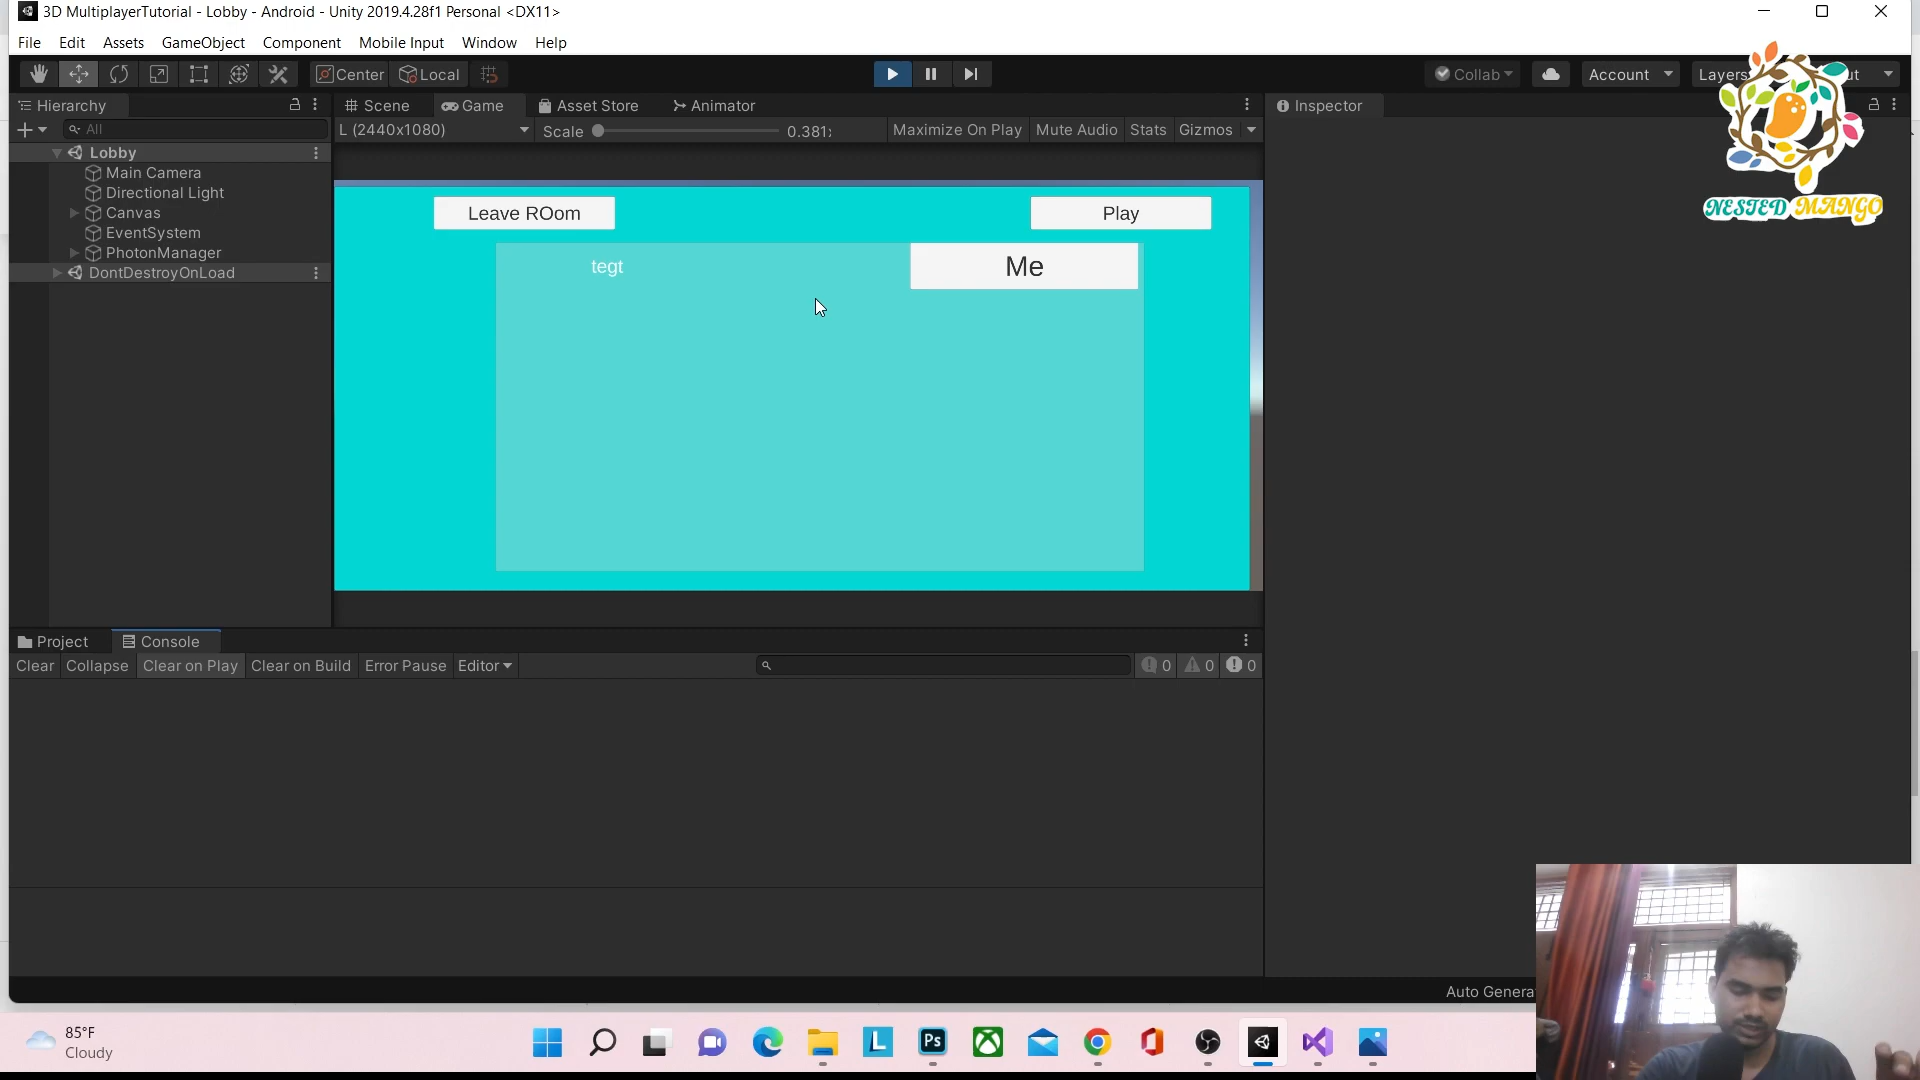 3D MultiplayerTutorial - Lobby - Android - Unity 2019.4.28f1 Personal <DX11>
File Edit Assets GameObject Component Mobile Input Window Help
Center Local Collab Account Layers ut
Hierarchy Scene Game Asset Store Animator Inspector
All L (2440x1080) Scale 0.381x Maximize On Play Mute Audio Stats Gizmos
Lobby
Main Camera
Directional Light
Canvas
EventSystem
PhotonManager
DontDestroyOnLoad
NESTED MANGO
Leave ROom Play
tegt Me
Project Console
Clear Collapse Clear on Play Clear on Build Error Pause Editor 0 0 0
Auto Genera
85°F
Cloudy
L Ps